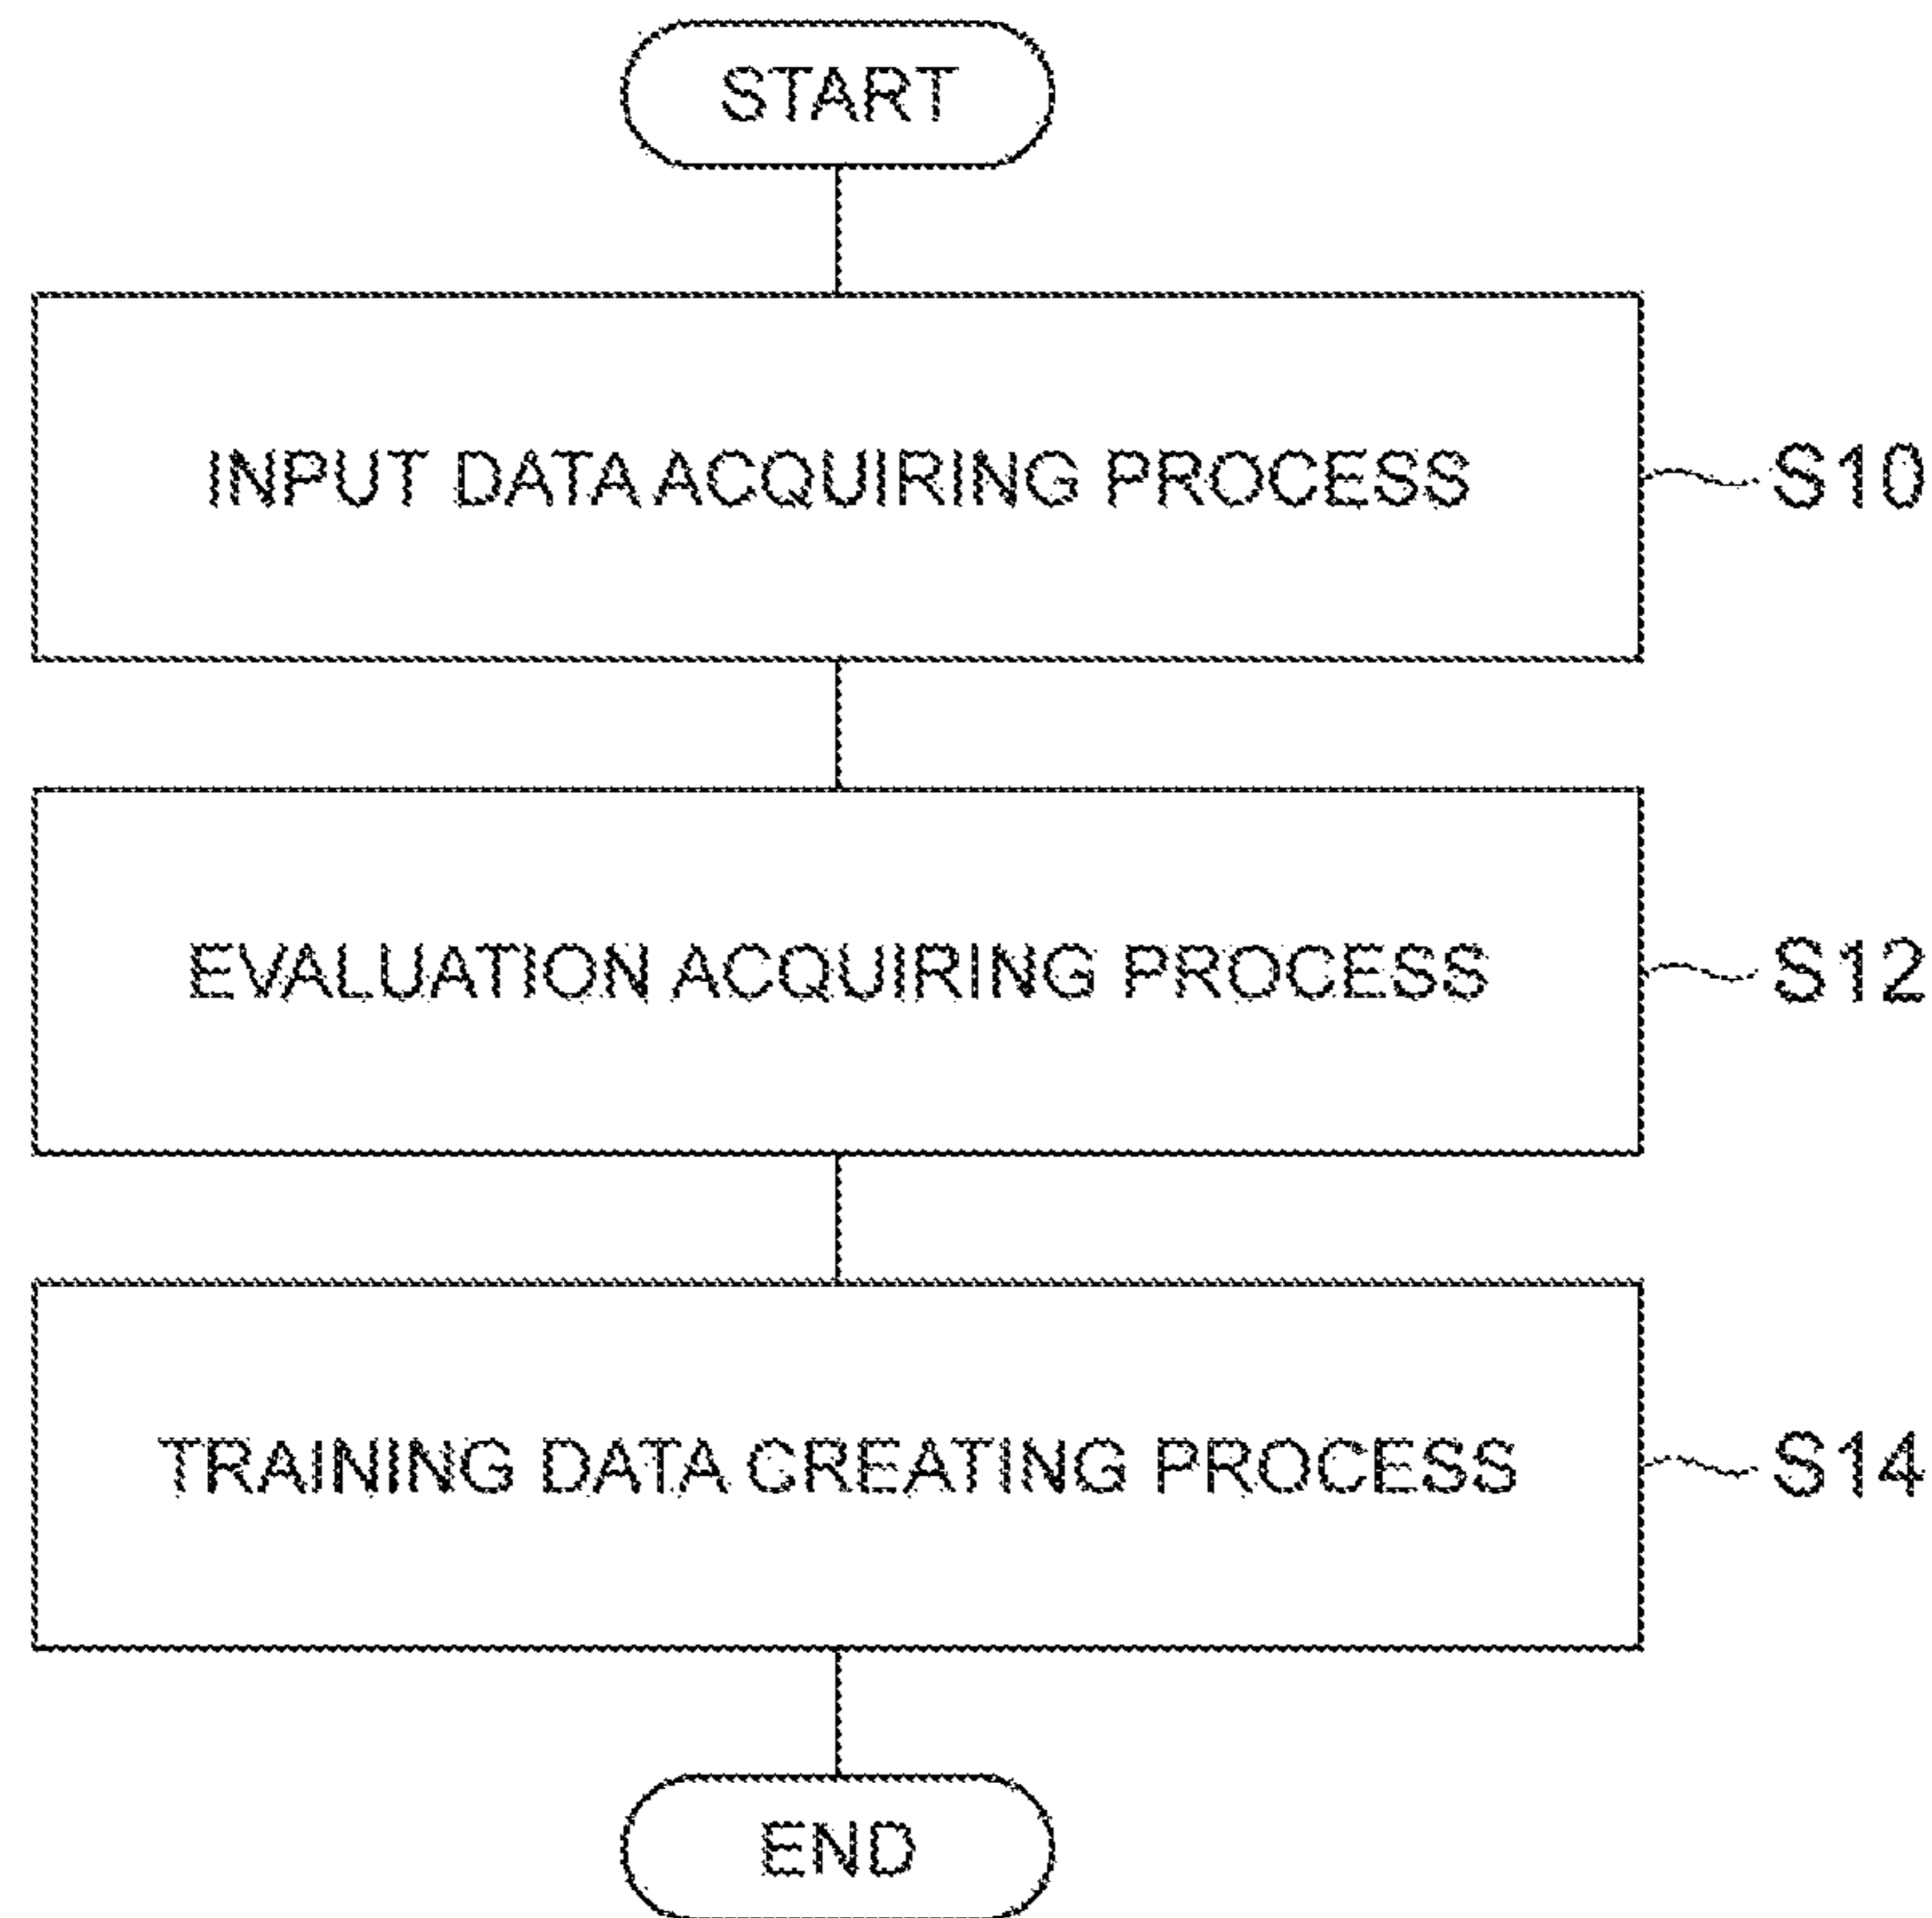 START
INPUT DATA ACQUIRING PROCESS
S10
EVALUATION ACQUIRING PROCESS
S12
TRAINING DATA CREATING PROCESS
S14
END